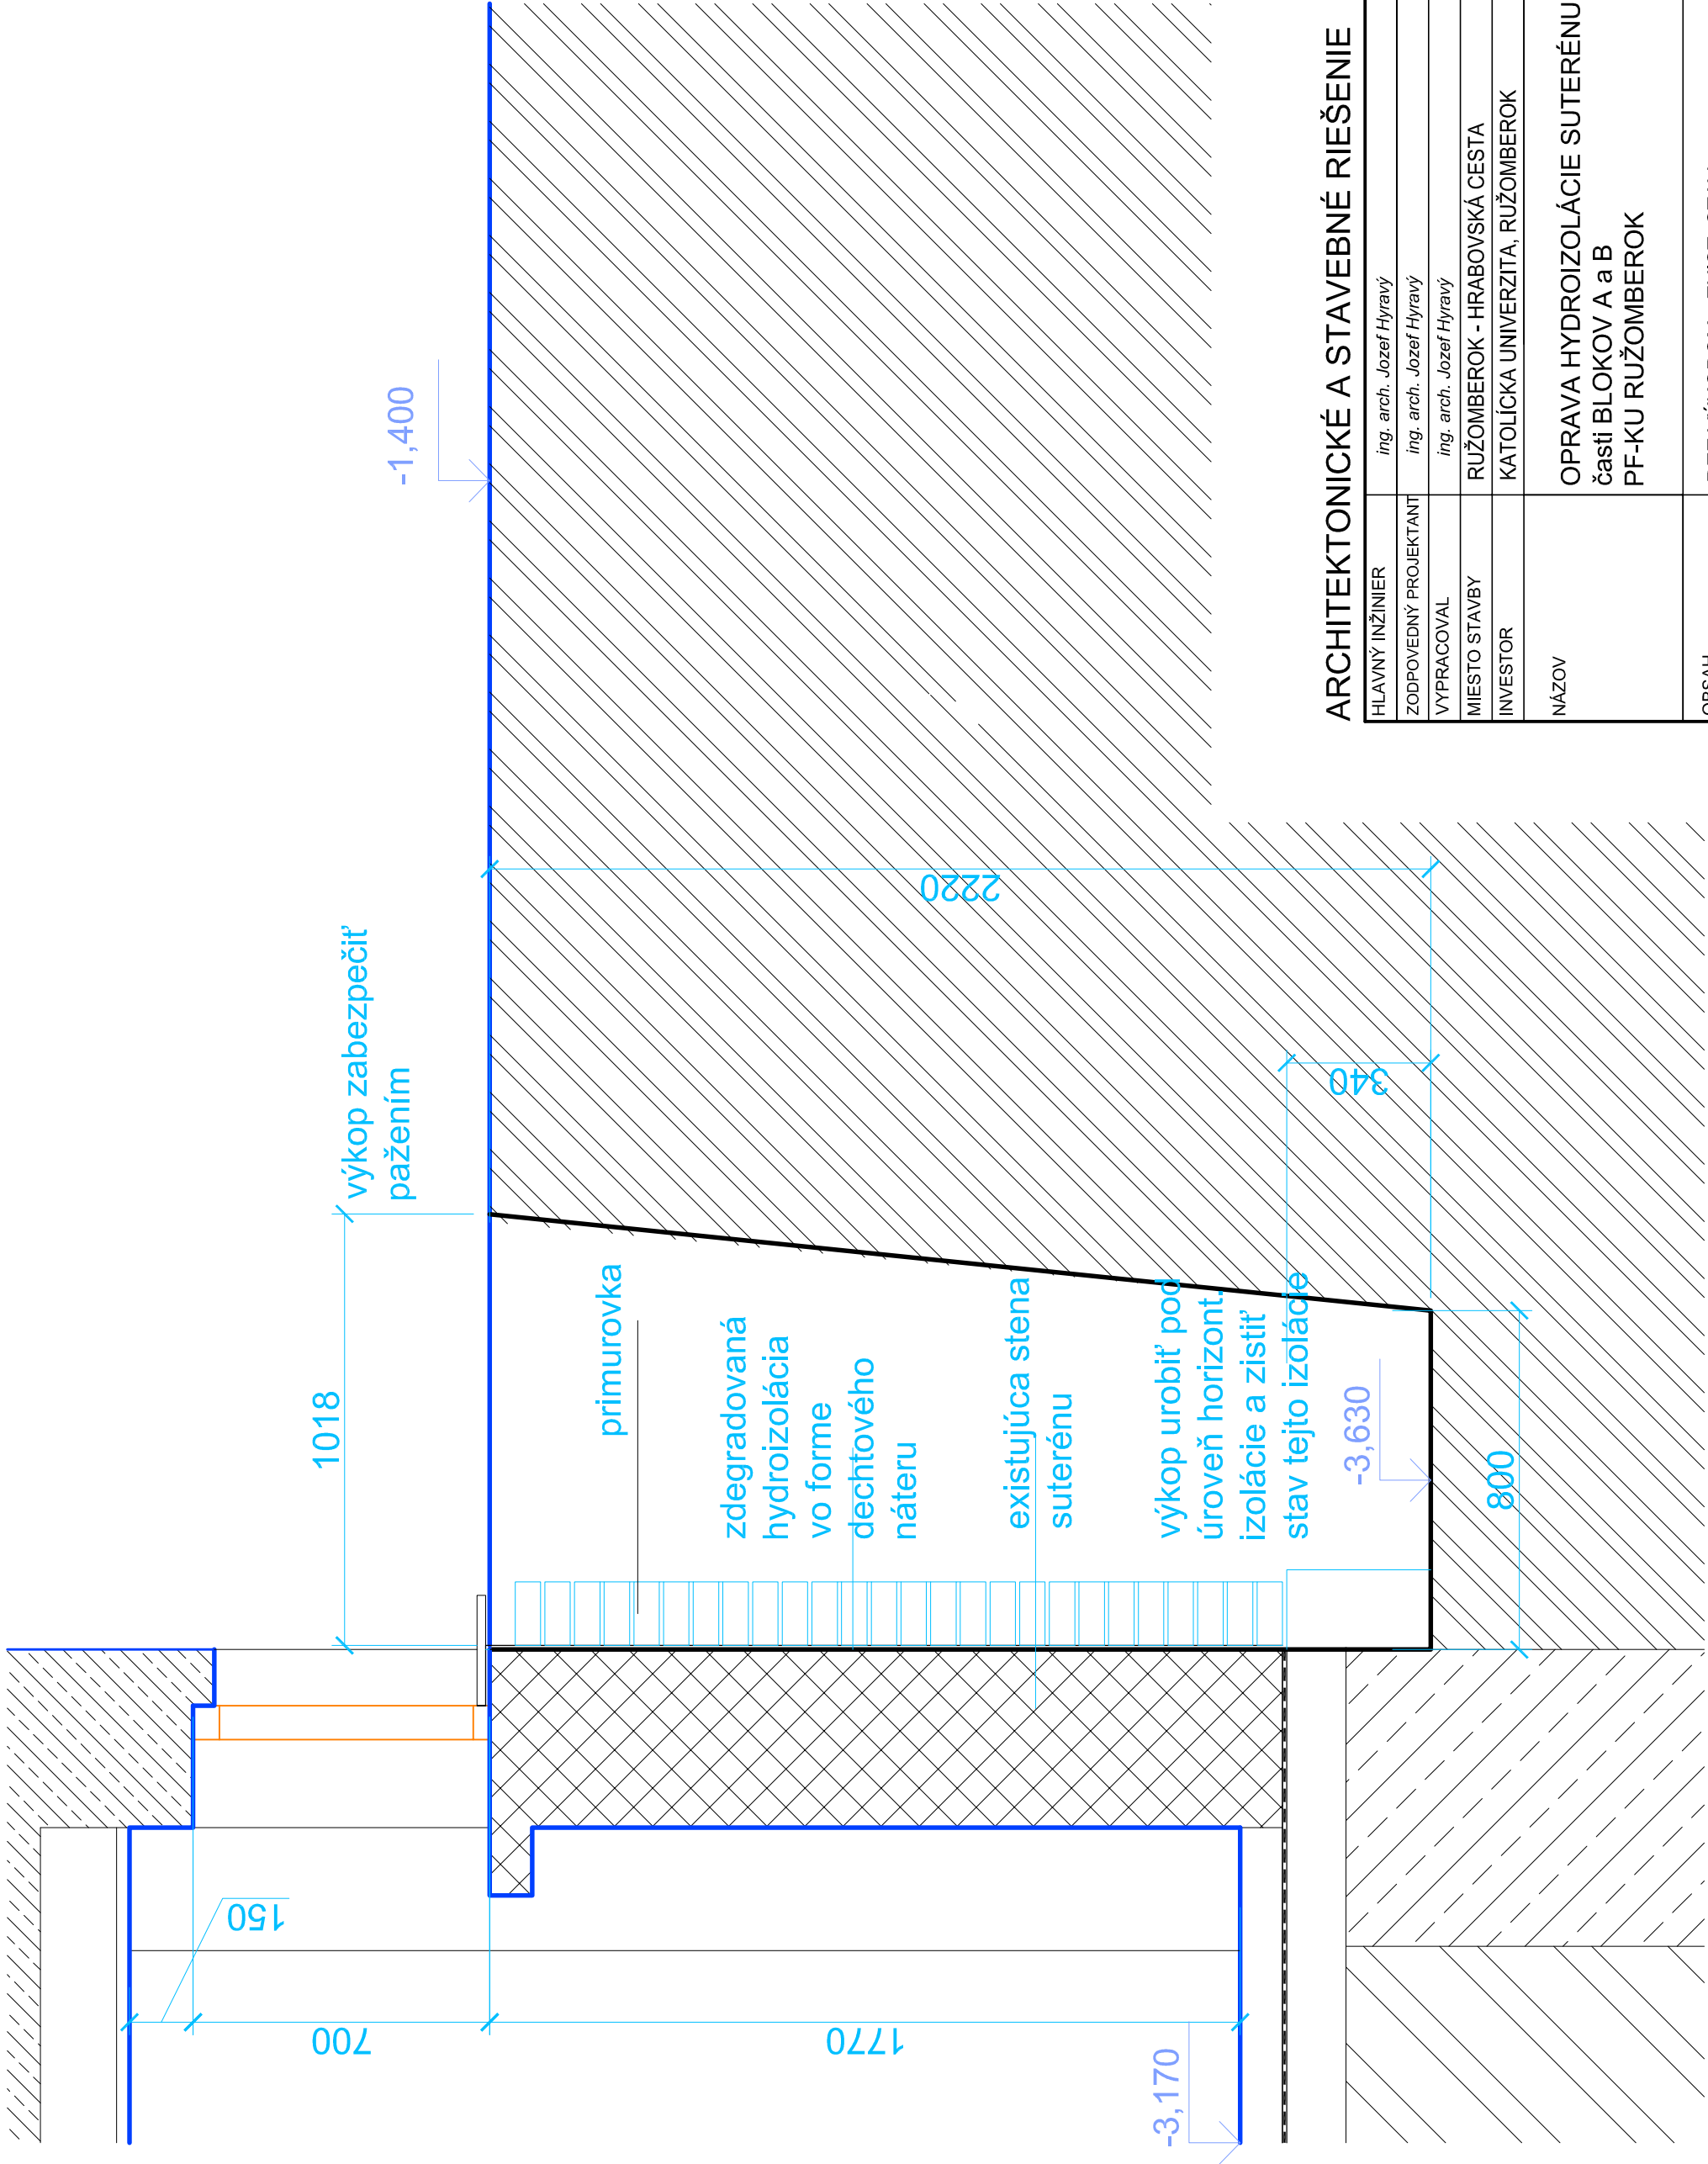 -1,400
výkop zabezpečiť
pažením
1018
primurovka
zdegradovaná
hydroizolácia
vo forme
dechtového
náteru
existujúca stena
suterénu
výkop urobiť pod
úroveň horizont.
izolácie a zistiť
stav tejto izolácie
-3,630
800
2220
340
150
700
1770
-3,170
ARCHITEKTONICKÉ A STAVEBNÉ RIEŠENIE
HLAVNÝ INŽINIER ing. arch. Jozef Hyravý
ZODPOVEDNÝ PROJEKTANT ing. arch. Jozef Hyravý
VYPRACOVAL ing. arch. Jozef Hyravý
MIESTO STAVBY RUŽOMBEROK - HRABOVSKÁ CESTA
INVESTOR KATOLÍCKA UNIVERZITA, RUŽOMBEROK
NÁZOV OPRAVA HYDROIZOLÁCIE SUTERÉNU
časti BLOKOV A a B
PF-KU RUŽOMBEROK